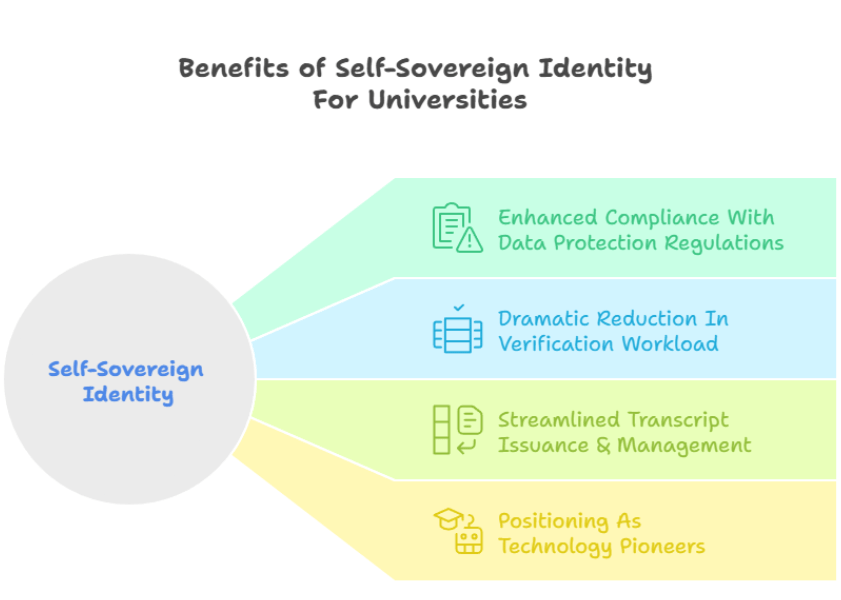 Benefits of Self-Sovereign Identity
For Universities
Self-Sovereign
Identity
Enhanced Compliance With
Data Protection Regulations
Dramatic Reduction In
Verification Workload
Streamlined Transcript
Issuance & Management
Positioning As
Technology Pioneers